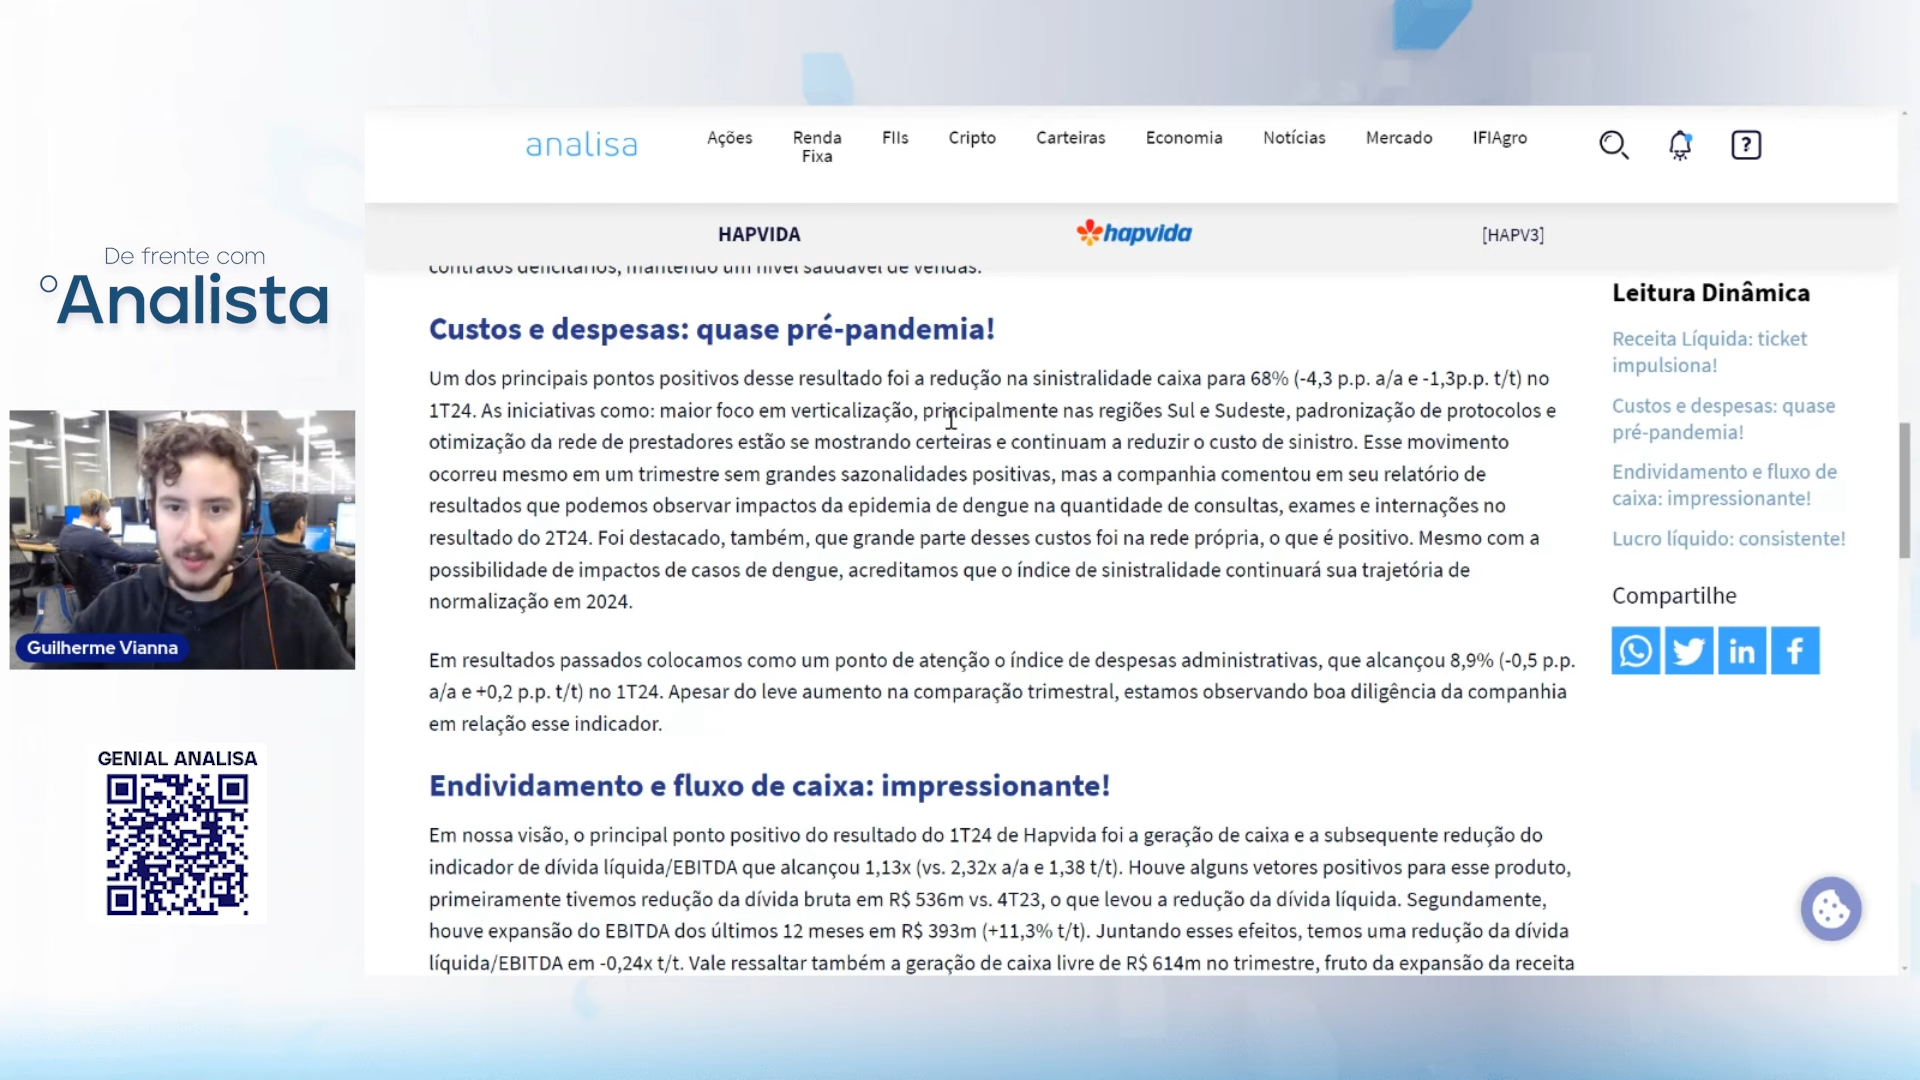 analisa
Ações
Renda
Fixa
FIIs
Cripto
Carteiras
Economia
Notícias
Mercado
IFIAgro
?
HAPVIDA
hapvida
[HAPV3]
De frente com
Analista
contratos deficitários, mantendo um nível saudável de vendas.
Custos e despesas: quase pré-pandemia!
Um dos principais pontos positivos desse resultado foi a redução na sinistralidade caixa para 68% (-4,3 p.p. a/a e -1,3p.p. t/t) no
1T24. As iniciativas como: maior foco em verticalização, principalmente nas regiões Sul e Sudeste, padronização de protocolos e
otimização da rede de prestadores estão se mostrando certeiras e continuam a reduzir o custo de sinistro. Esse movimento
ocorreu mesmo em um trimestre sem grandes sazonalidades positivas, mas a companhia comentou em seu relatório de
resultados que podemos observar impactos da epidemia de dengue na quantidade de consultas, exames e internações no
resultado do 2T24. Foi destacado, também, que grande parte desses custos foi na rede própria, o que é positivo. Mesmo com a
possibilidade de impactos de casos de dengue, acreditamos que o índice de sinistralidade continuará sua trajetória de
normalização em 2024.
Em resultados passados colocamos como um ponto de atenção o índice de despesas administrativas, que alcançou 8,9% (-0,5 p.p.
a/a e +0,2 p.p. t/t) no 1T24. Apesar do leve aumento na comparação trimestral, estamos observando boa diligência da companhia
em relação esse indicador.
Endividamento e fluxo de caixa: impressionante!
Em nossa visão, o principal ponto positivo do resultado do 1T24 de Hapvida foi a geração de caixa e a subsequente redução do
indicador de dívida líquida/EBITDA que alcançou 1,13x (vs. 2,32x a/a e 1,38 t/t). Houve alguns vetores positivos para esse produto,
primeiramente tivemos redução da dívida bruta em R$ 536m vs. 4T23, o que levou a redução da dívida líquida. Segundamente,
houve expansão do EBITDA dos últimos 12 meses em R$ 393m (+11,3% t/t). Juntando esses efeitos, temos uma redução da dívida
líquida/EBITDA em -0,24x t/t. Vale ressaltar também a geração de caixa livre de R$ 614m no trimestre, fruto da expansão da receita
Leitura Dinâmica
Receita Líquida: ticket
impulsiona!
Custos e despesas: quase
pré-pandemia!
Endividamento e fluxo de
caixa: impressionante!
Lucro líquido: consistente!
Compartilhe
Guilherme Vianna
GENIAL ANALISA